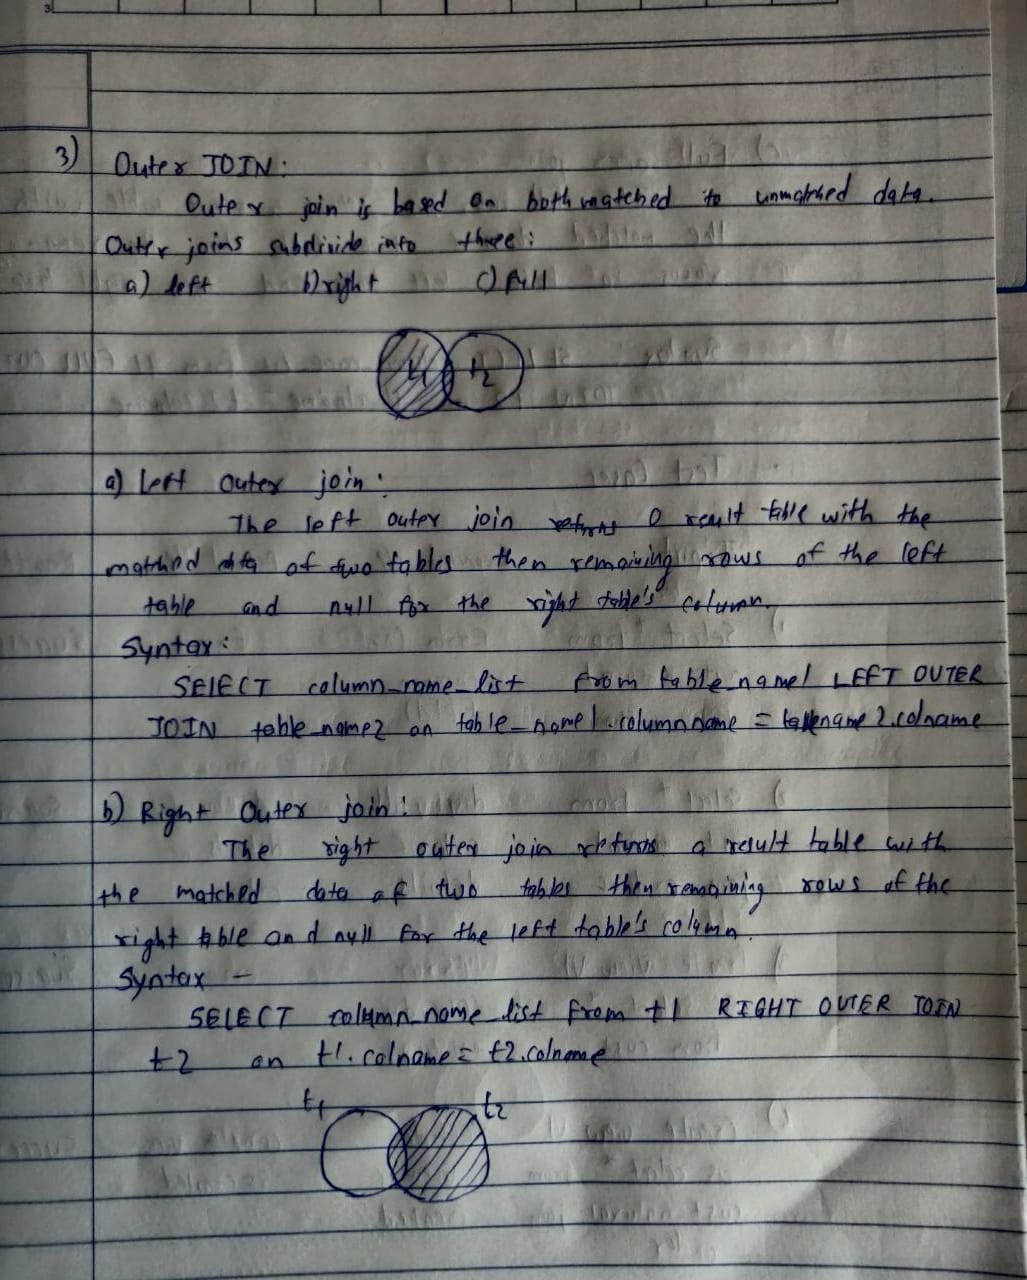 3) Outer JOIN:
Outer join is based on both matched to unmatched data.
Outer joins subdivide into three:
a) left b) right c) full
t1 t2
a) Left outer join:
The left outer join returns a result table with the
matched data of two tables then remaining rows of the left
table and null for the right table's column.
Syntax:
SElECT column_name_list from table_name1 LEFT OUTER
JOIN table_name2 on table_name1.columnname = tablename2.colname
b) Right Outer join:
The right outer join returns a result table with
the matched data of two tables then remaining rows of the
right table and null for the left table's column.
Syntax -
SELECT column_name_list from t1 RIGHT OUTER JOIN
t2 on t1.colname = t2.colname
t1 t2